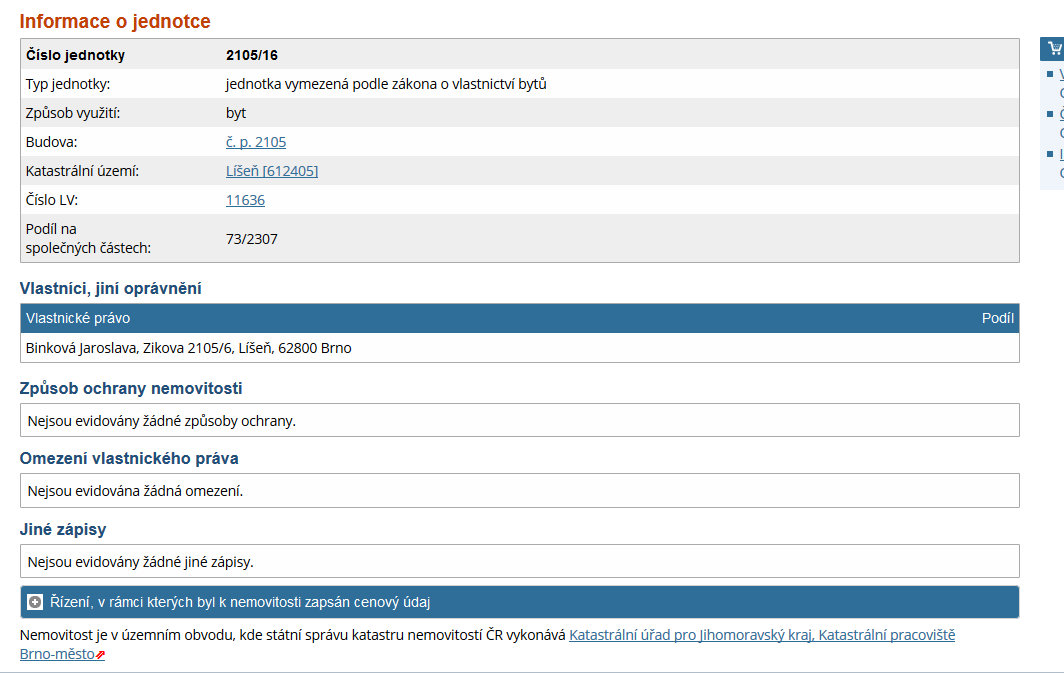 Informace o jednotce
Číslo jednotky 2105/16
Typ jednotky: jednotka vymezená podle zákona o vlastnictví bytů
Způsob využití: byt
Budova: č. p. 2105
Katastrální území: Líšeň [612405]
Číslo LV: 11636
Podíl na
společných částech: 73/2307
Vlastníci, jiní oprávnění
Vlastnické právo Podíl
Binková Jaroslava, Zikova 2105/6, Líšeň, 62800 Brno
Způsob ochrany nemovitosti
Nejsou evidovány žádné způsoby ochrany.
Omezení vlastnického práva
Nejsou evidována žádná omezení.
Jiné zápisy
Nejsou evidovány žádné jiné zápisy.
Řízení, v rámci kterých byl k nemovitosti zapsán cenový údaj
Nemovitost je v územním obvodu, kde státní správu katastru nemovitostí ČR vykonává Katastrální úřad pro Jihomoravský kraj, Katastrální pracoviště
Brno-město